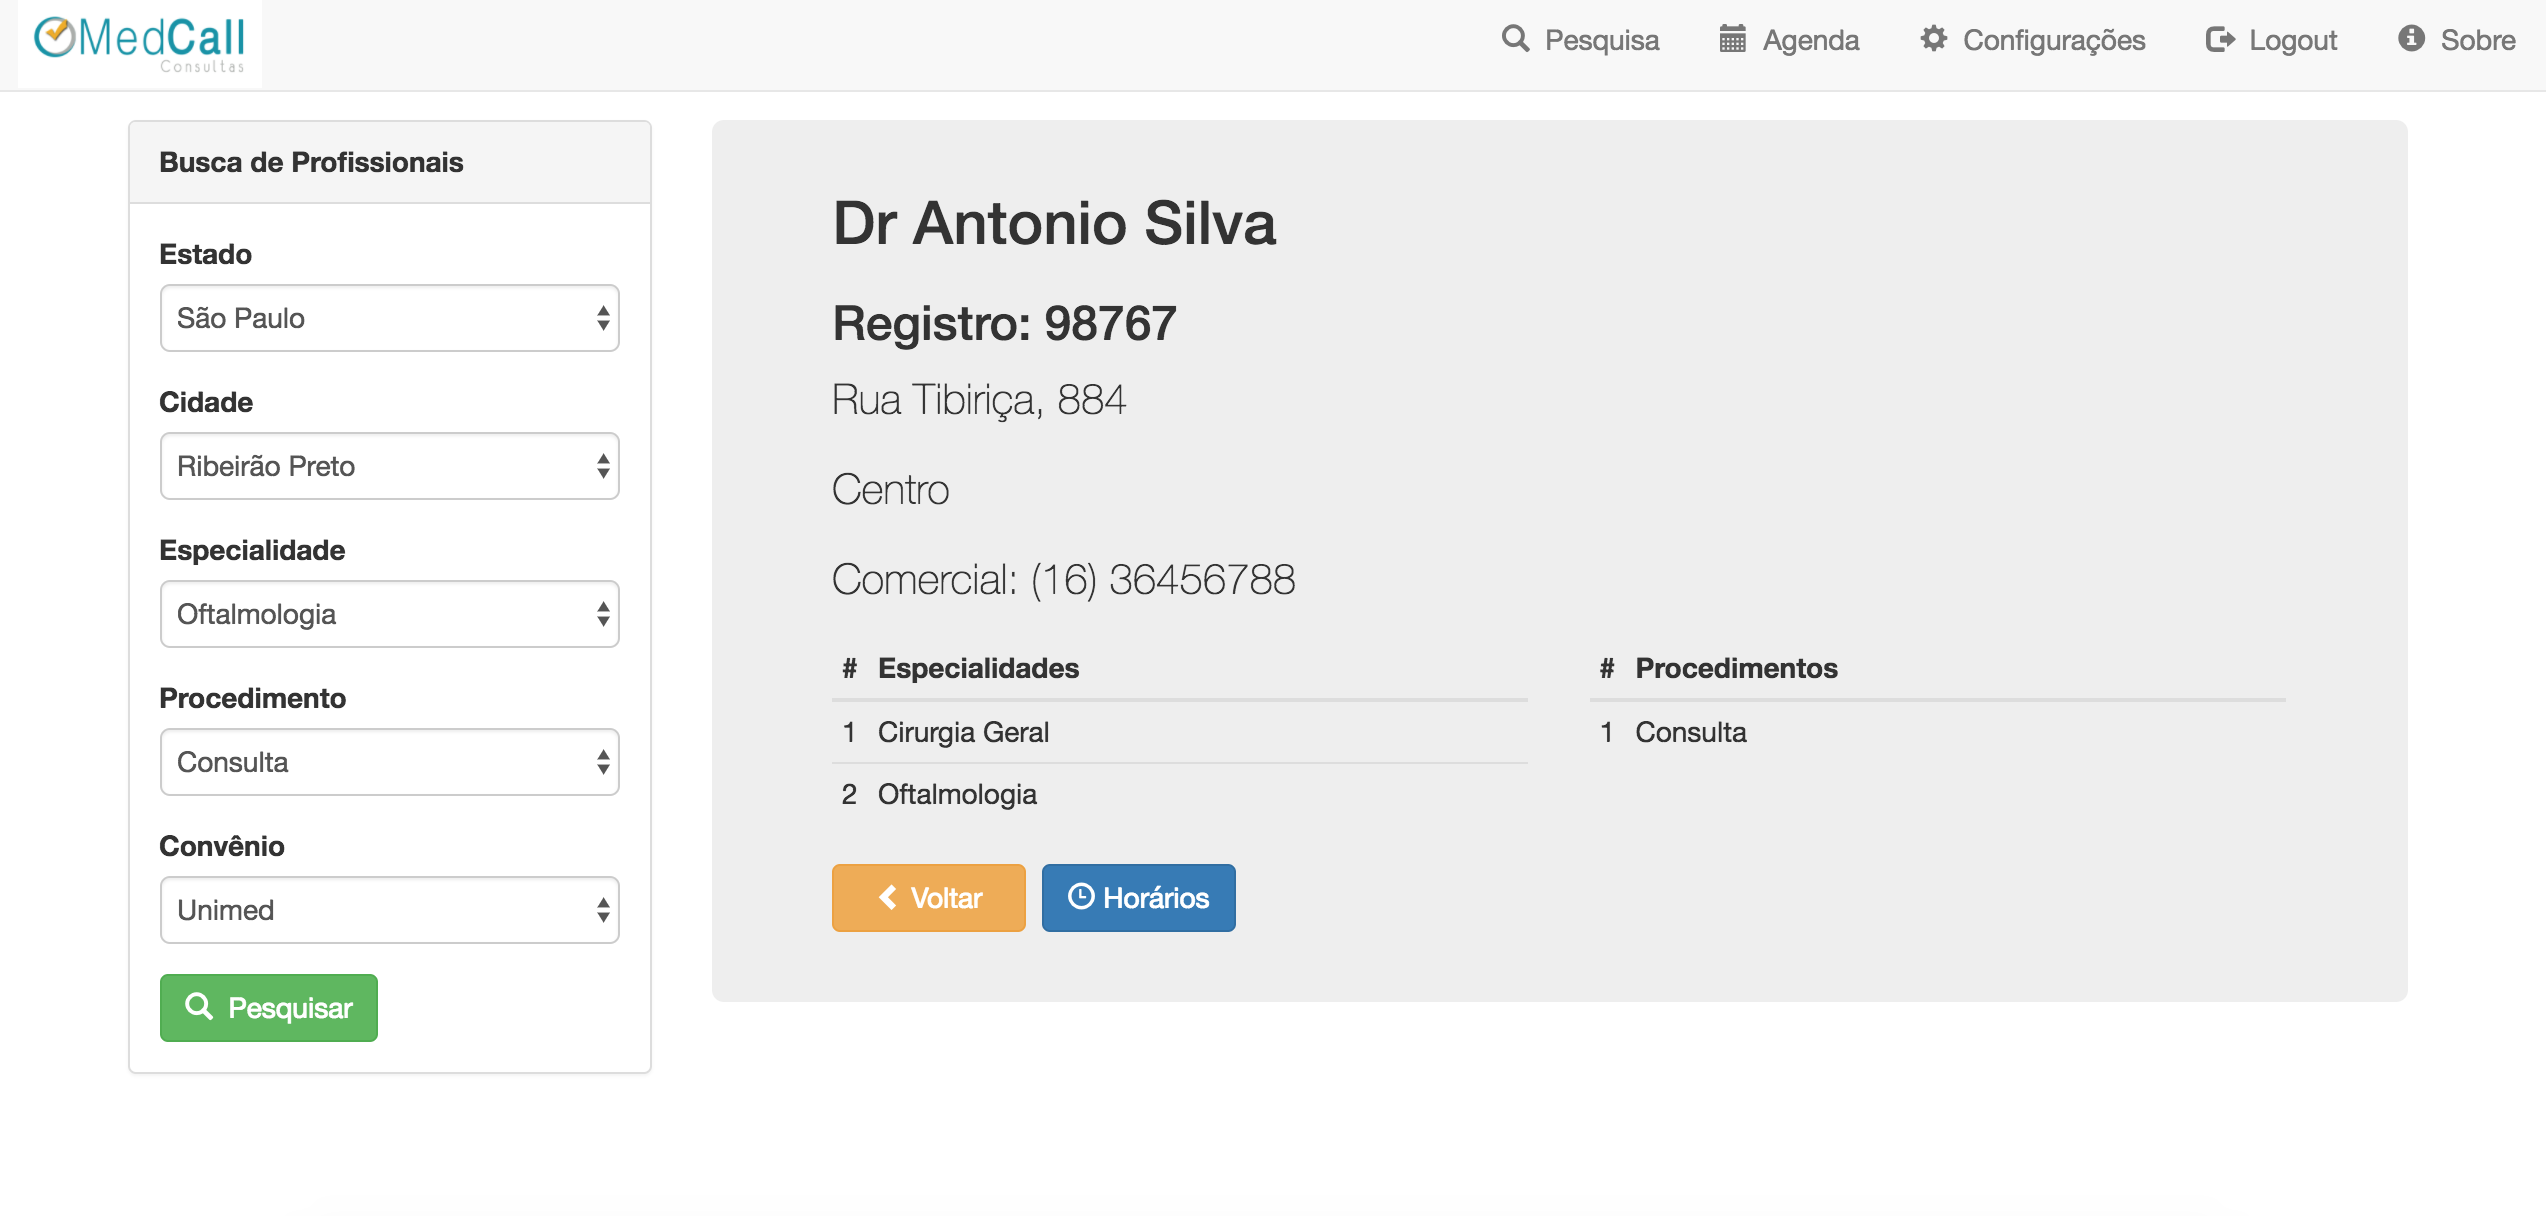 MedCall
Consultas
Pesquisa
Agenda
Configurações
Logout
Sobre
Busca de Profissionais
Estado
São Paulo
Cidade
Ribeirão Preto
Especialidade
Oftalmologia
Procedimento
Consulta
Convênio
Unimed
Pesquisar
Dr Antonio Silva
Registro: 98767
Rua Tibiriça, 884
Centro
Comercial: (16) 36456788
# Especialidades
1 Cirurgia Geral
2 Oftalmologia
# Procedimentos
1 Consulta
Voltar
Horários